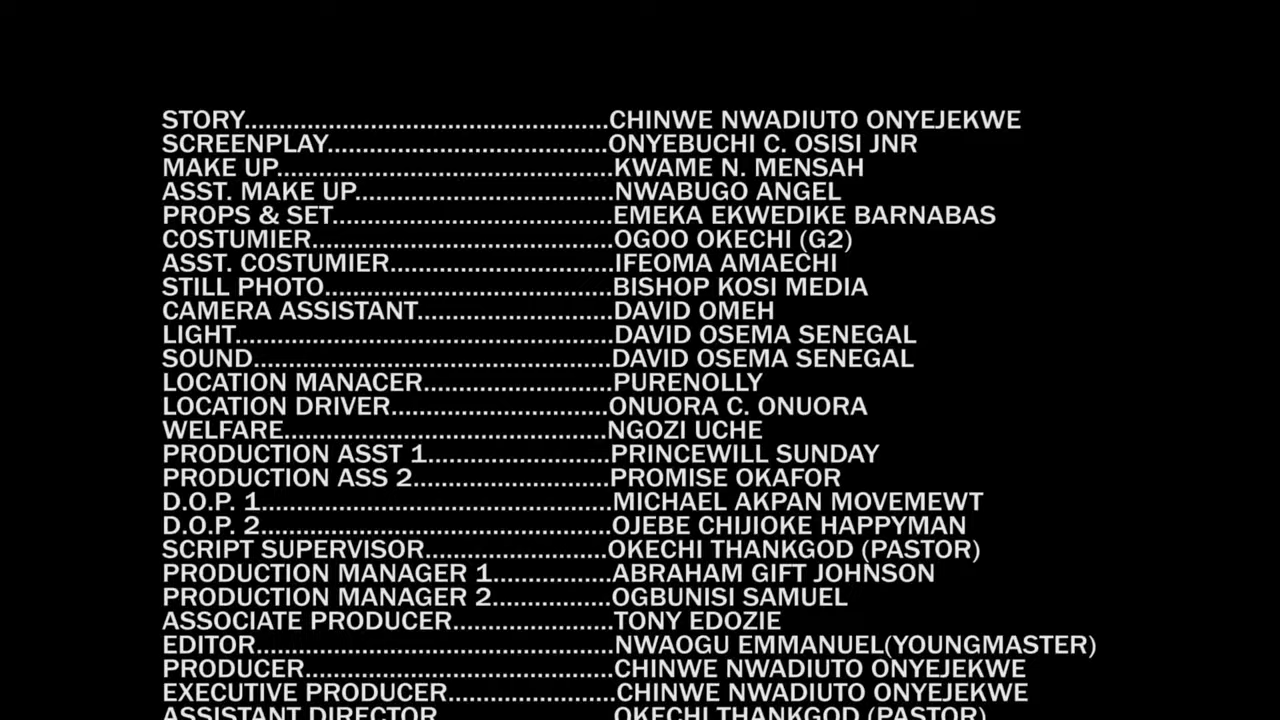 STORY..........................................CHINWE NWADIUTO ONYEJEKWE
SCREENPLAY................................ONYEBUCHI C. OSISI JNR
MAKE UP.......................................KWAME N. MENSAH
ASST. MAKE UP..............................NWABUGO ANGEL
PROPS & SET................................EMEKA EKWEDIKE BARNABAS
COSTUMIER...................................OGOO OKECHI (G2)
ASST. COSTUMIER..........................IFEOMA AMAECHI
STILL PHOTO.................................BISHOP KOSI MEDIA
CAMERA ASSISTANT.......................DAVID OMEH
LIGHT............................................DAVID OSEMA SENEGAL
SOUND.........................................DAVID OSEMA SENEGAL
LOCATION MANACER......................PURENOLLY
LOCATION DRIVER.........................ONUORA C. ONUORA
WELFARE.....................................NGOZI UCHE
PRODUCTION ASST 1.....................PRINCEWILL SUNDAY
PRODUCTION ASS 2.......................PROMISE OKAFOR
D.O.P. 1........................................MICHAEL AKPAN MOVEMEWT
D.O.P. 2........................................OJEBE CHIJIOKE HAPPYMAN
SCRIPT SUPERVISOR.....................OKECHI THANKGOD (PASTOR)
PRODUCTION MANAGER 1..............ABRAHAM GIFT JOHNSON
PRODUCTION MANAGER 2..............OGBUNISI SAMUEL
ASSOCIATE PRODUCER..................TONY EDOZIE
EDITOR.........................................NWAOGU EMMANUEL(YOUNGMASTER)
PRODUCER...................................CHINWE NWADIUTO ONYEJEKWE
EXECUTIVE PRODUCER...................CHINWE NWADIUTO ONYEJEKWE
ASSISTANT DIRECTOR....................OKECHI THANKGOD (PASTOR)